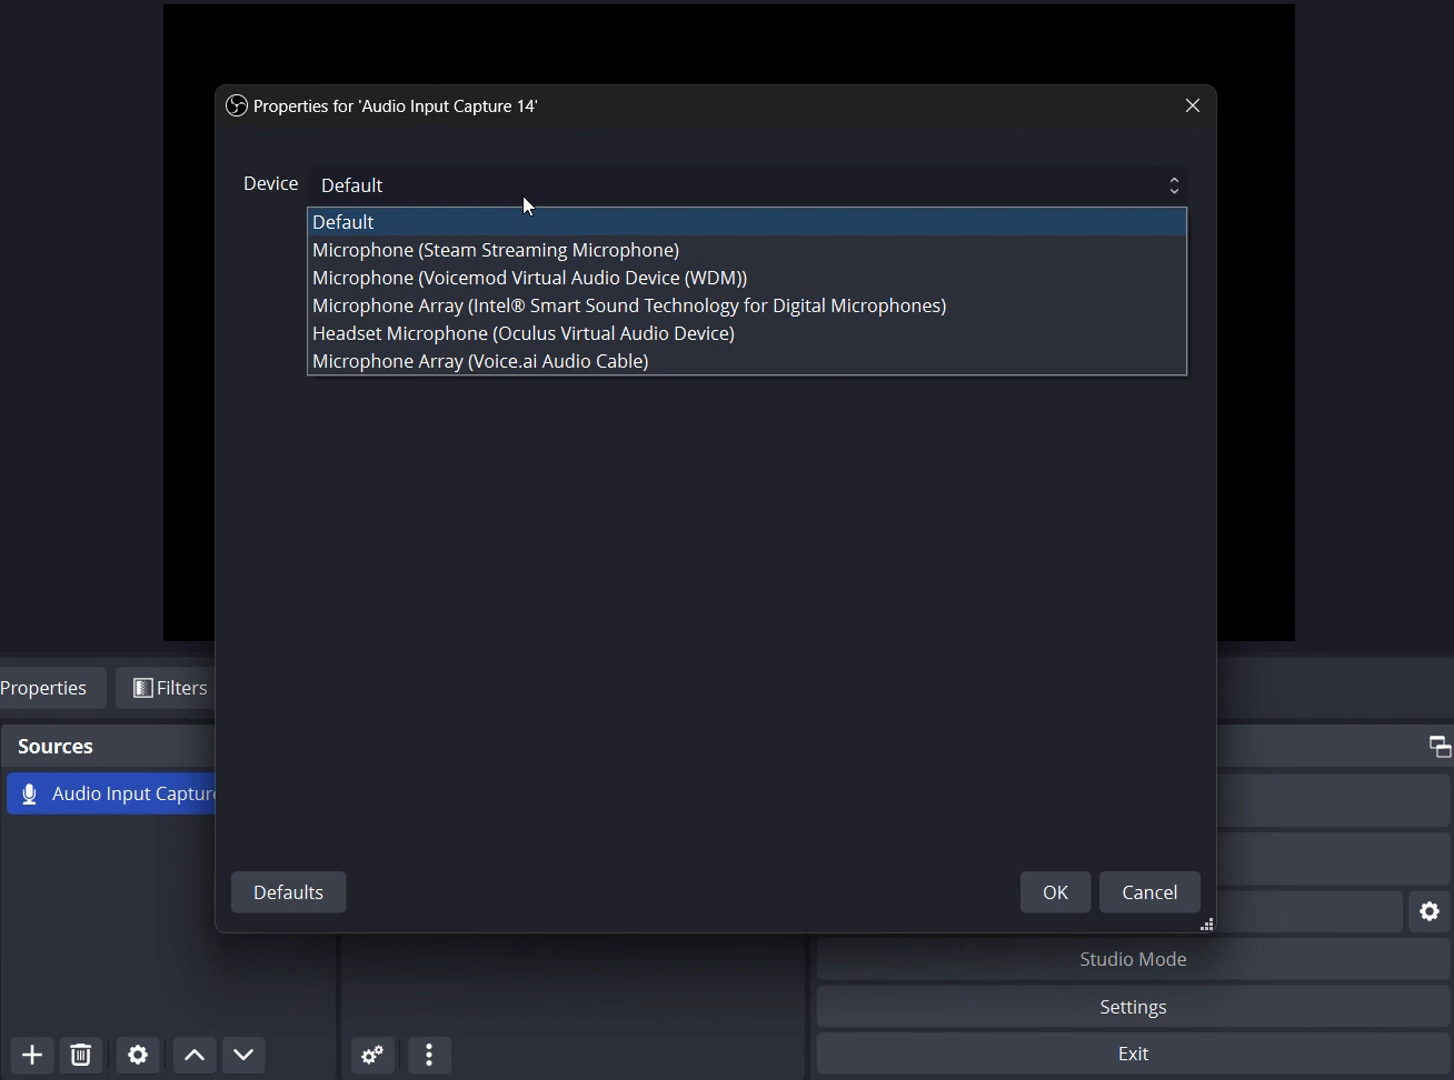 Properties for 'Audio Input Capture 14'
Device
Default
Default
Microphone (Steam Streaming Microphone)
Microphone (Voicemod Virtual Audio Device (WDM))
Microphone Array (Intel® Smart Sound Technology for Digital Microphones)
Headset Microphone (Oculus Virtual Audio Device)
Microphone Array (Voice.ai Audio Cable)
Properties
Filters
Sources
Audio Input Capture
Defaults
OK
Cancel
Studio Mode
Settings
Exit